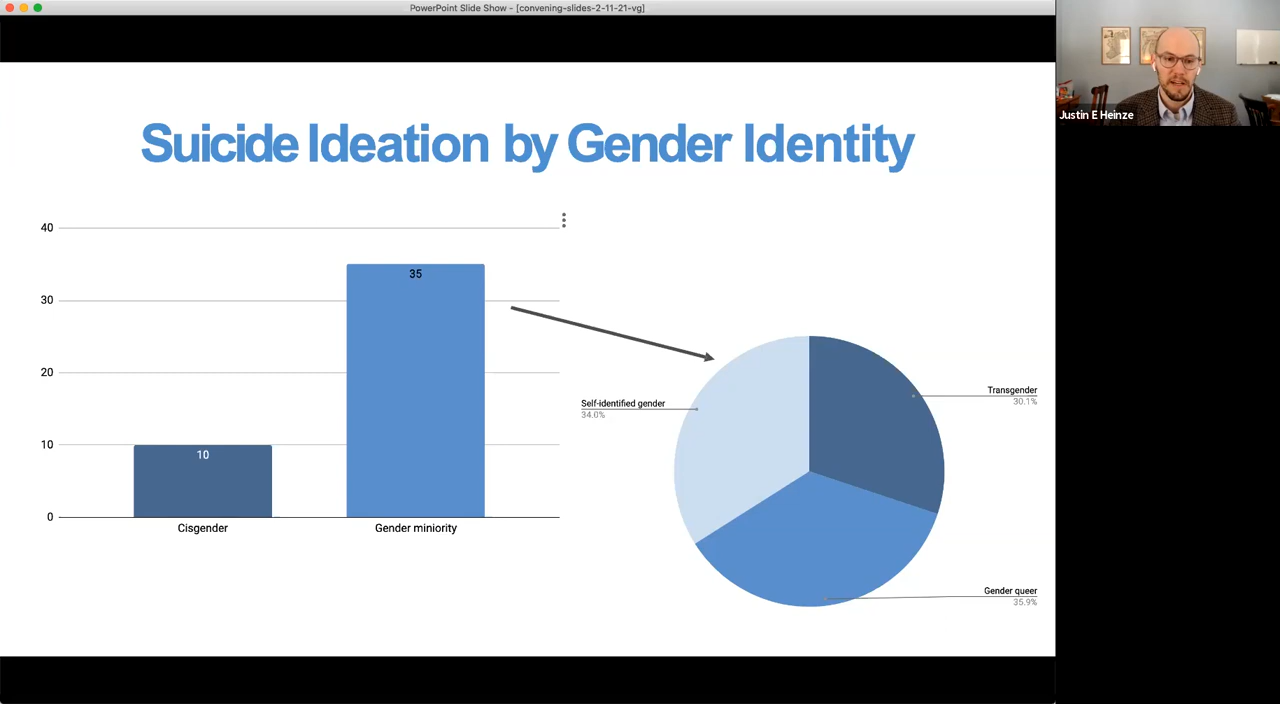 PowerPoint Slide Show - [convening-slides-2-11-21-vg]
Justin E Heinze
Suicide Ideation by Gender Identity
40
30
20
10
0
10
35
Cisgender
Gender miniority
Self-identified gender
34.0%
Transgender
30.1%
Gender queer
35.9%